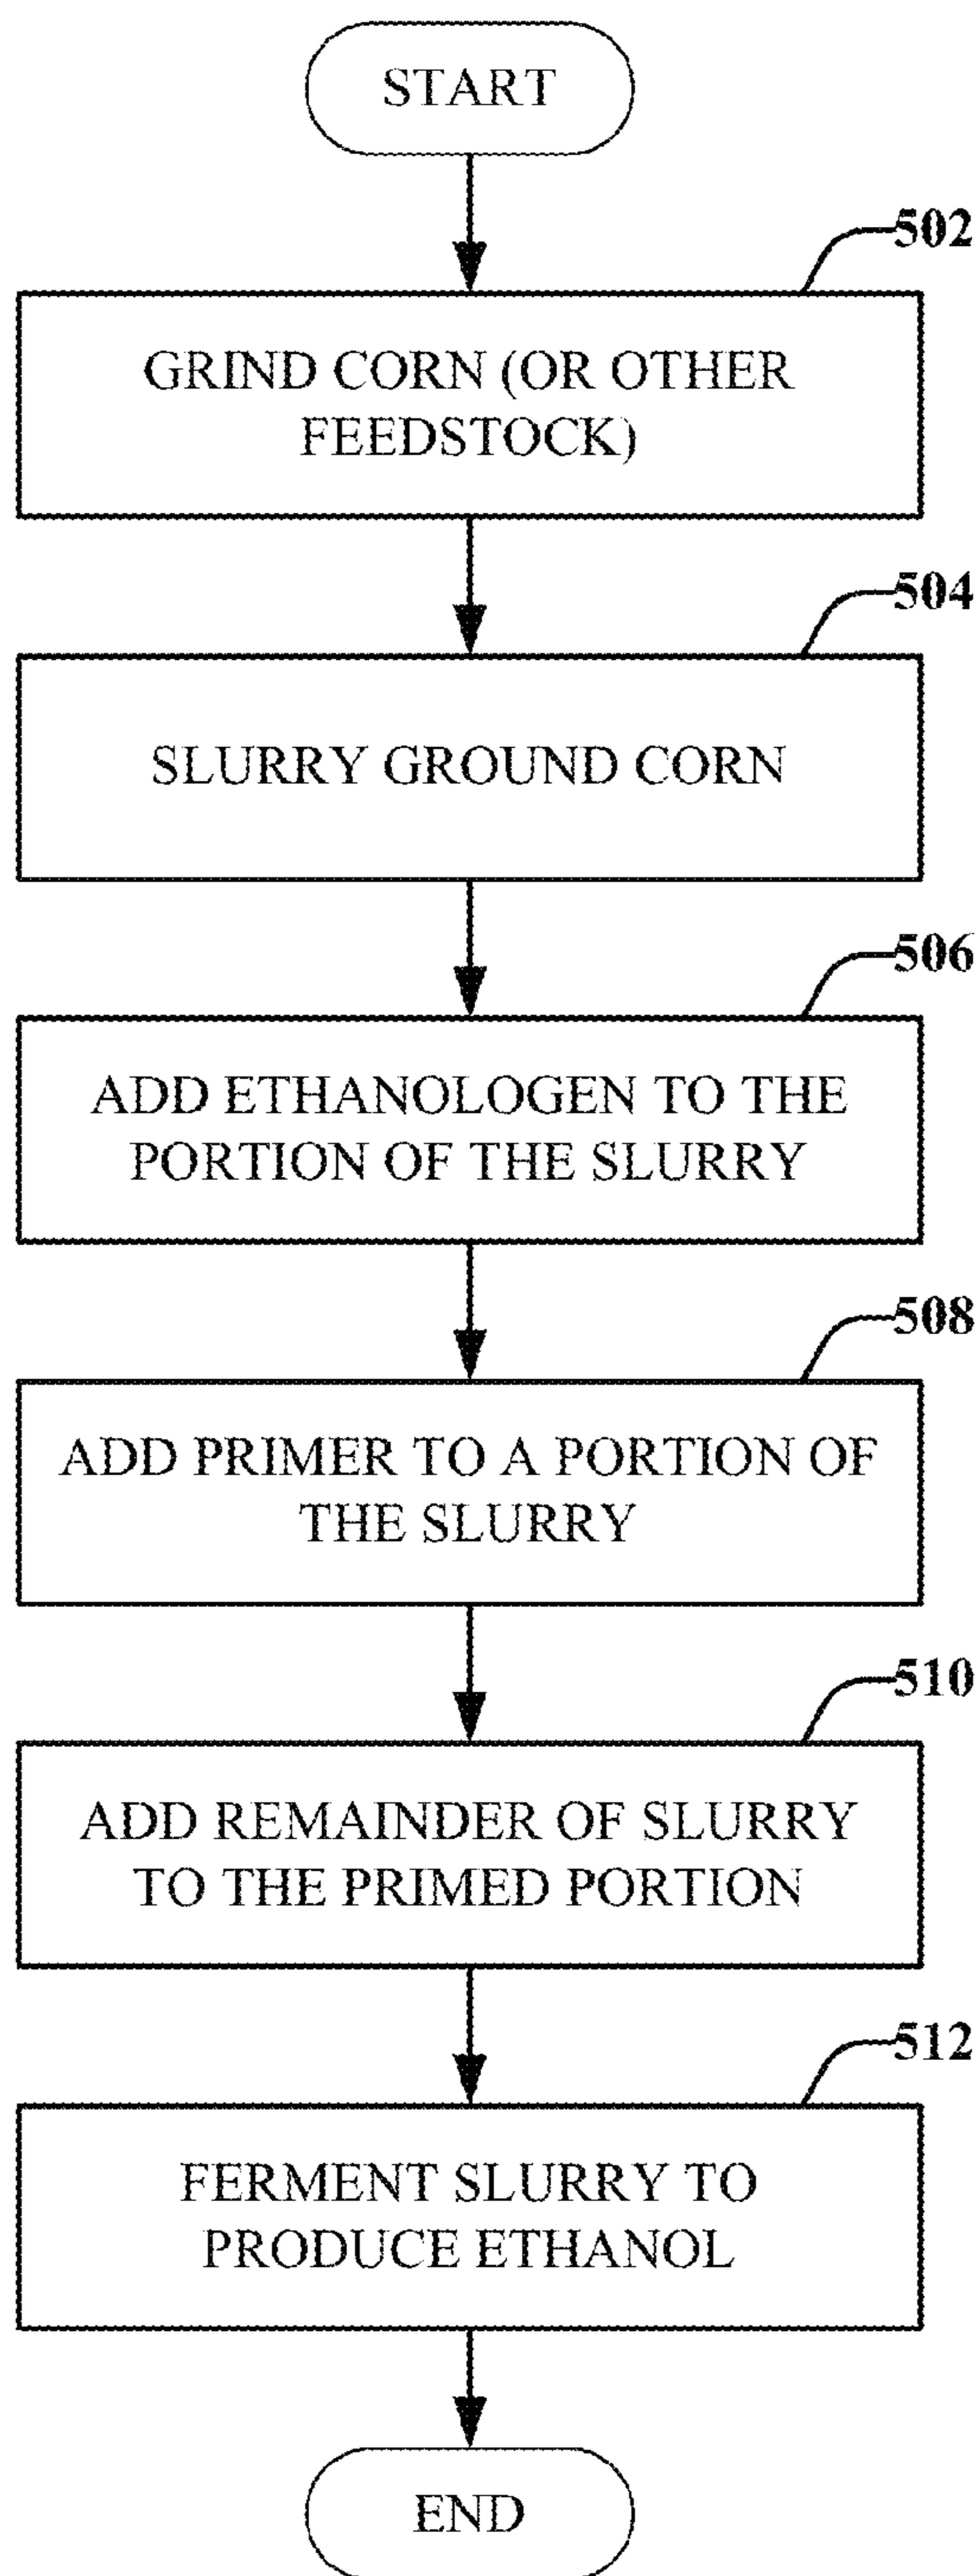 START
502
GRIND CORN (OR OTHER
FEEDSTOCK)
504
SLURRY GROUND CORN
506
ADD ETHANOLOGEN TO THE
PORTION OF THE SLURRY
508
ADD PRIMER TO A PORTION OF
THE SLURRY
510
ADD REMAINDER OF SLURRY
TO THE PRIMED PORTION
512
FERMENT SLURRY TO
PRODUCE ETHANOL
END